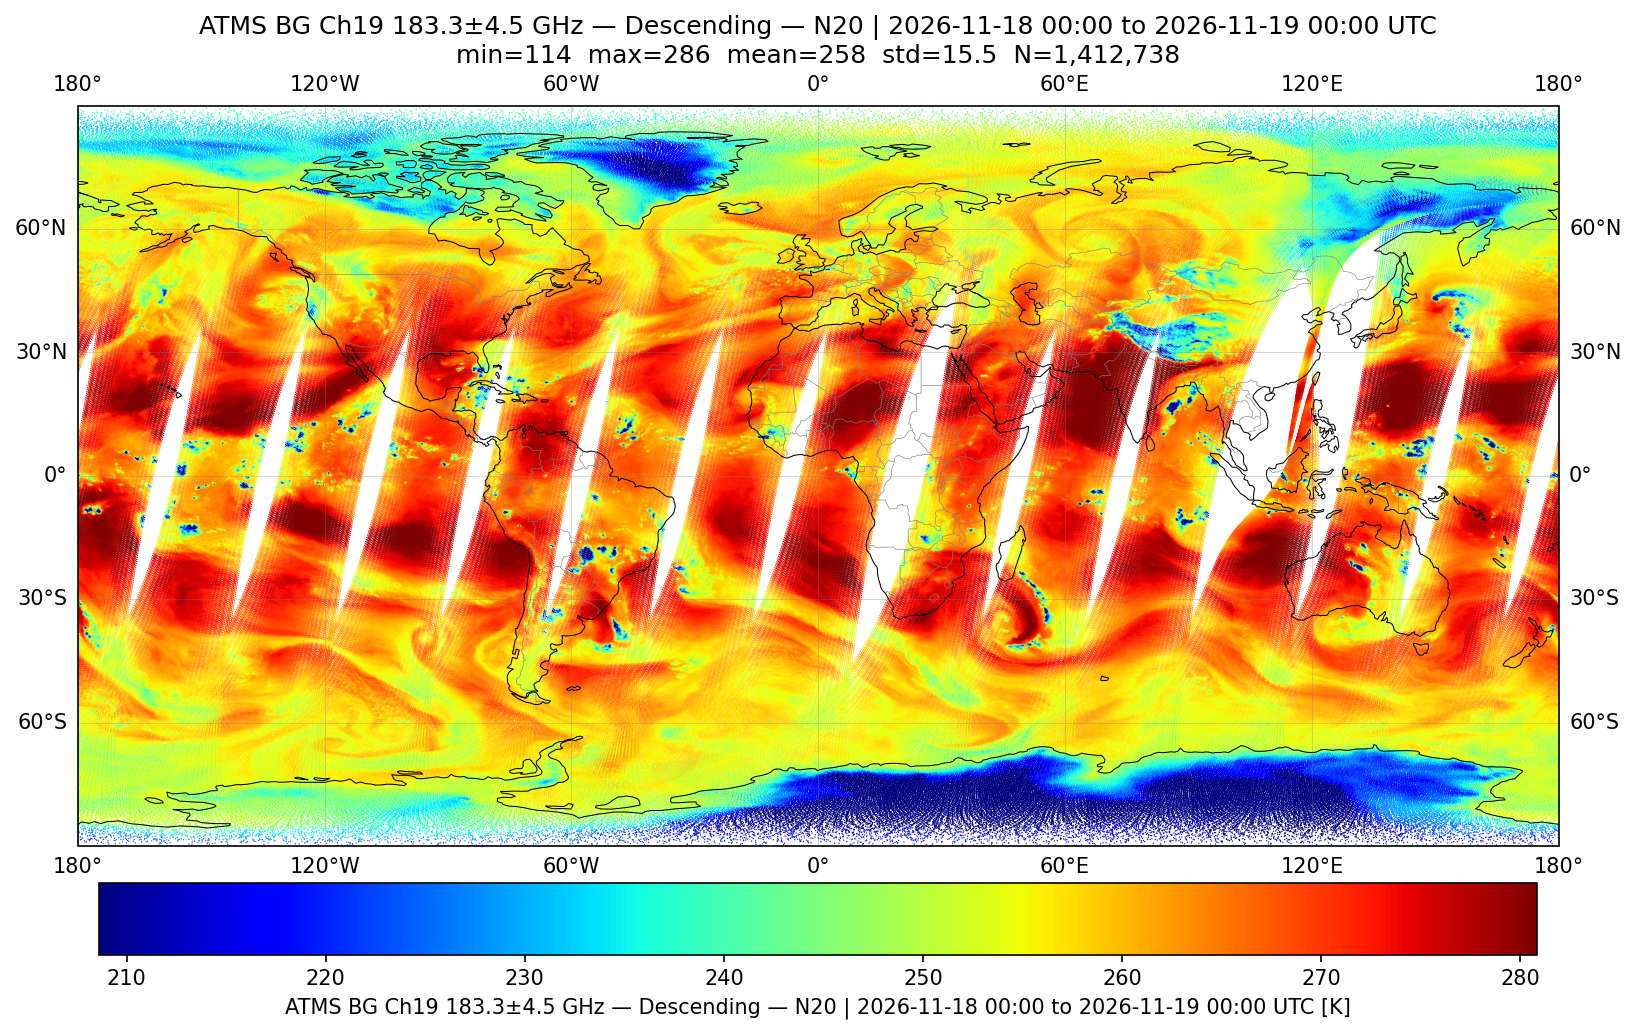 ATMS BG Ch19 183.3±4.5 GHz — Descending — N20 | 2026-11-18 00:00 to 2026-11-19 00:00 UTC
min=114  max=286  mean=258  std=15.5  N=1,412,738
180° 120°W 60°W 0° 60°E 120°E 180°
60°N 60°N
30°N 30°N
0° 0°
30°S 30°S
60°S 60°S
180° 120°W 60°W 0° 60°E 120°E 180°
210 220 230 240 250 260 270 280
ATMS BG Ch19 183.3±4.5 GHz — Descending — N20 | 2026-11-18 00:00 to 2026-11-19 00:00 UTC [K]